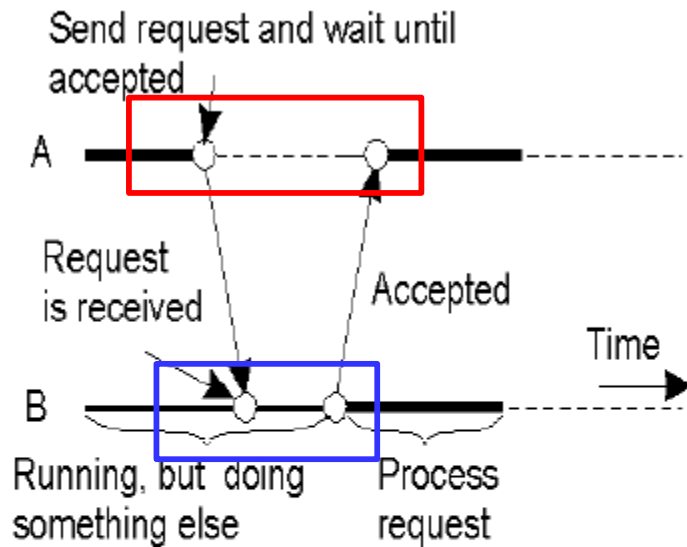 Send request and wait until
accepted
A
Request
is received
Accepted
Time
B
Running, but doing
something else
Process
request